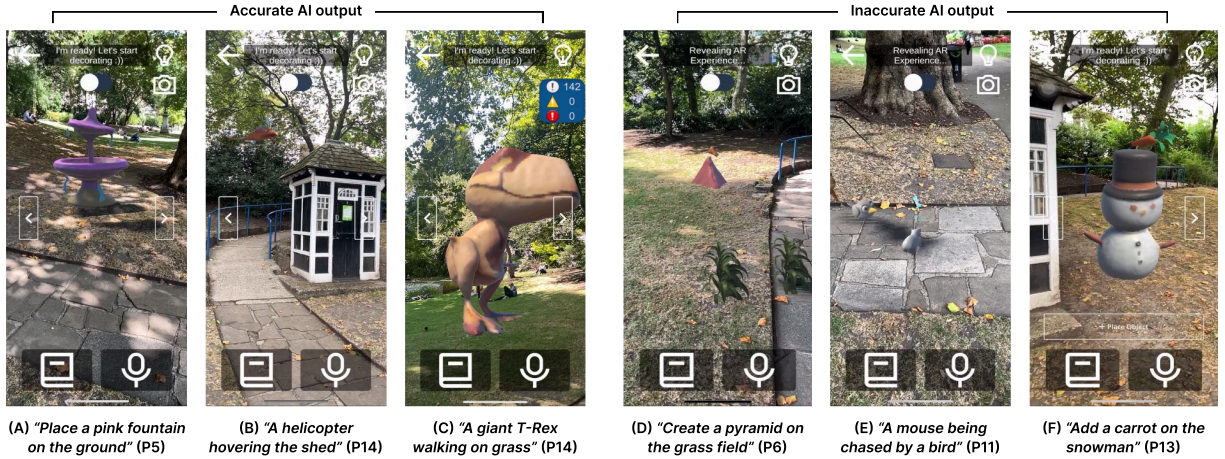 Accurate AI output
Inaccurate AI output
I'm ready! Let's start
decorating :))
I'm ready! Let's start
decorating :))
I'm ready! Let's start
decorating :))
142
0
0
Revealing AR
Experience...
Revealing AR
Experience...
I'm ready! Let's start
decorating :))
+ Place Object
(A) “Place a pink fountain
on the ground” (P5)
(B) “A helicopter
hovering the shed” (P14)
(C) “A giant T-Rex
walking on grass” (P14)
(D) “Create a pyramid on
the grass field” (P6)
(E) “A mouse being
chased by a bird” (P11)
(F) “Add a carrot on the
snowman” (P13)